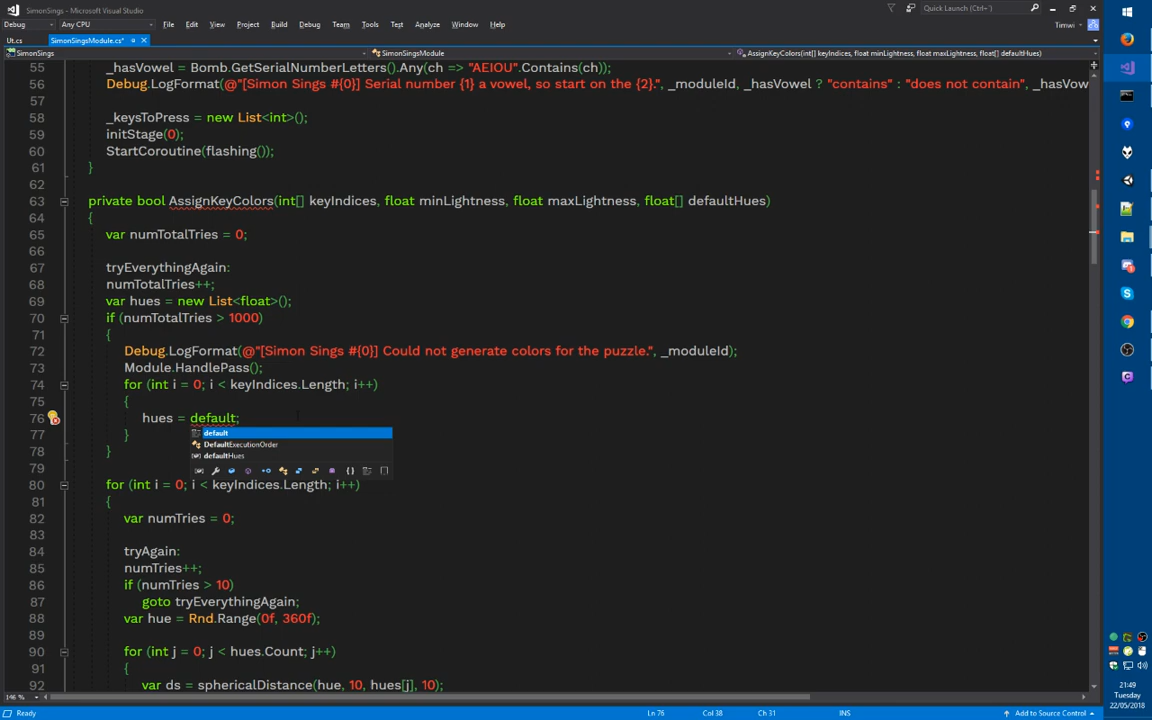 SimonSings - Microsoft Visual Studio
Quick Launch (Ctrl+`)
File Edit View Project Build Debug Team Tools Test Analyze Window Help
Timwi
Debug Any CPU
Ut.cs SimonSingsModule.cs*
SimonSings SimonSingsModule AssignKeyColors(int[] keyIndices, float minLightness, float maxLightness, float[] defaultHues)
55 _hasVowel = Bomb.GetSerialNumberLetters().Any(ch => "AEIOU".Contains(ch));
56 Debug.LogFormat(@"[Simon Sings #{0}] Serial number {1} a vowel, so start on the {2}.", _moduleId, _hasVowel ? "contains" : "does not contain", _hasVow
57
58 _keysToPress = new List<int>();
59 initStage(0);
60 StartCoroutine(flashing());
61 }
62
63 private bool AssignKeyColors(int[] keyIndices, float minLightness, float maxLightness, float[] defaultHues)
64 {
65 var numTotalTries = 0;
66
67 tryEverythingAgain:
68 numTotalTries++;
69 var hues = new List<float>();
70 if (numTotalTries > 1000)
71 {
72 Debug.LogFormat(@"[Simon Sings #{0}] Could not generate colors for the puzzle.", _moduleId);
73 Module.HandlePass();
74 for (int i = 0; i < keyIndices.Length; i++)
75 {
76 hues = default;
default
DefaultExecutionOrder
defaultHues
77 }
78 }
79
80 for (int i = 0; i < keyIndices.Length; i++)
81 {
82 var numTries = 0;
83
84 tryAgain:
85 numTries++;
86 if (numTries > 10)
87 goto tryEverythingAgain;
88 var hue = Rnd.Range(0f, 360f);
89
90 for (int j = 0; j < hues.Count; j++)
91 {
92 var ds = sphericalDistance(hue, 10, hues[j], 10);
146 %
Ready Ln 76 Col 38 Ch 31 INS Add to Source Control
21:49
Tuesday
22/05/2018